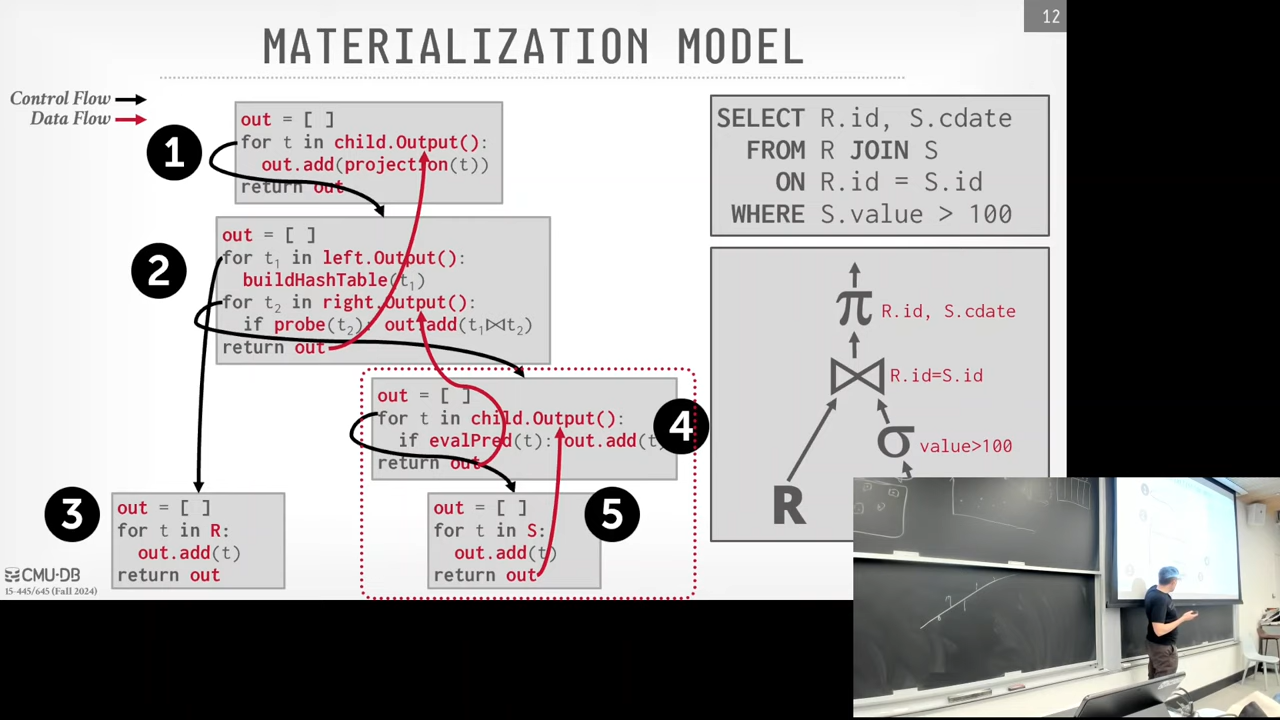 12
MATERIALIZATION MODEL
Control Flow
Data Flow
1
out = [ ]
for t in child.Output():
out.add(projection(t))
return out
2
out = [ ]
for t₁ in left.Output():
buildHashTable(t₁)
for t₂ in right.Output():
if probe(t₂): out.add(t₁⋈t₂)
return out
4
out = [ ]
for t in child.Output():
if evalPred(t): out.add(t
return out
3
out = [ ]
for t in R:
out.add(t)
return out
5
out = [ ]
for t in S:
out.add(t)
return out
SELECT R.id, S.cdate
FROM R JOIN S
ON R.id = S.id
WHERE S.value > 100
π R.id, S.cdate
⋈ R.id=S.id
σ value>100
R
CMU·DB
15-445/645 (Fall 2024)